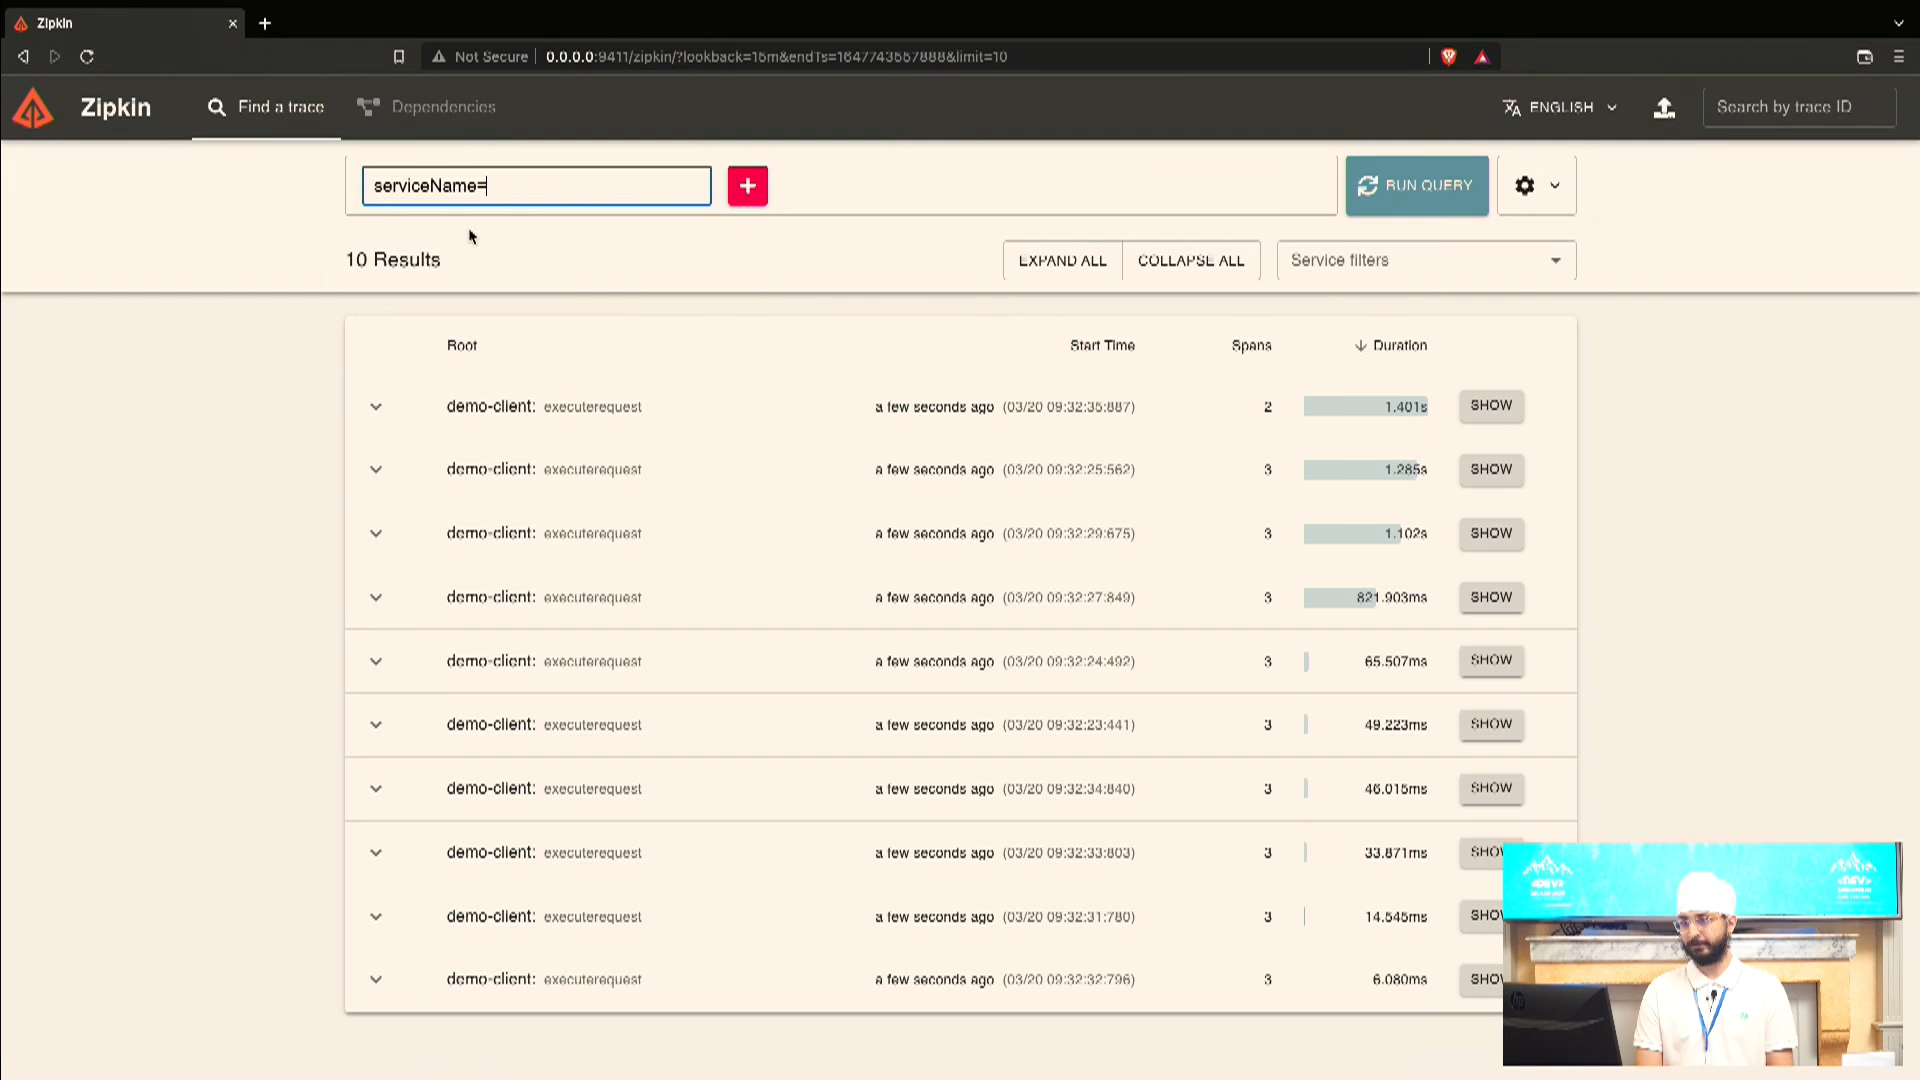 Zipkin
Not Secure
0.0.0.0:9411/zipkin/?lookback=15m&endTs=1647743557888&limit=10
Zipkin
Find a trace
Dependencies
ENGLISH
Search by trace ID
serviceName=
RUN QUERY
10 Results
EXPAND ALL
COLLAPSE ALL
Service filters
Root Start Time Spans Duration
demo-client: executerequest a few seconds ago (03/20 09:32:35:887) 2 1.401s SHOW
demo-client: executerequest a few seconds ago (03/20 09:32:25:562) 3 1.285s SHOW
demo-client: executerequest a few seconds ago (03/20 09:32:29:675) 3 1.102s SHOW
demo-client: executerequest a few seconds ago (03/20 09:32:27:849) 3 821.903ms SHOW
demo-client: executerequest a few seconds ago (03/20 09:32:24:492) 3 65.507ms SHOW
demo-client: executerequest a few seconds ago (03/20 09:32:23:441) 3 49.223ms SHOW
demo-client: executerequest a few seconds ago (03/20 09:32:34:840) 3 46.015ms SHOW
demo-client: executerequest a few seconds ago (03/20 09:32:33:803) 3 33.871ms SHO
demo-client: executerequest a few seconds ago (03/20 09:32:31:780) 3 14.545ms SHO
demo-client: executerequest a few seconds ago (03/20 09:32:32:796) 3 6.080ms SHO
<DEV>
<DEV>